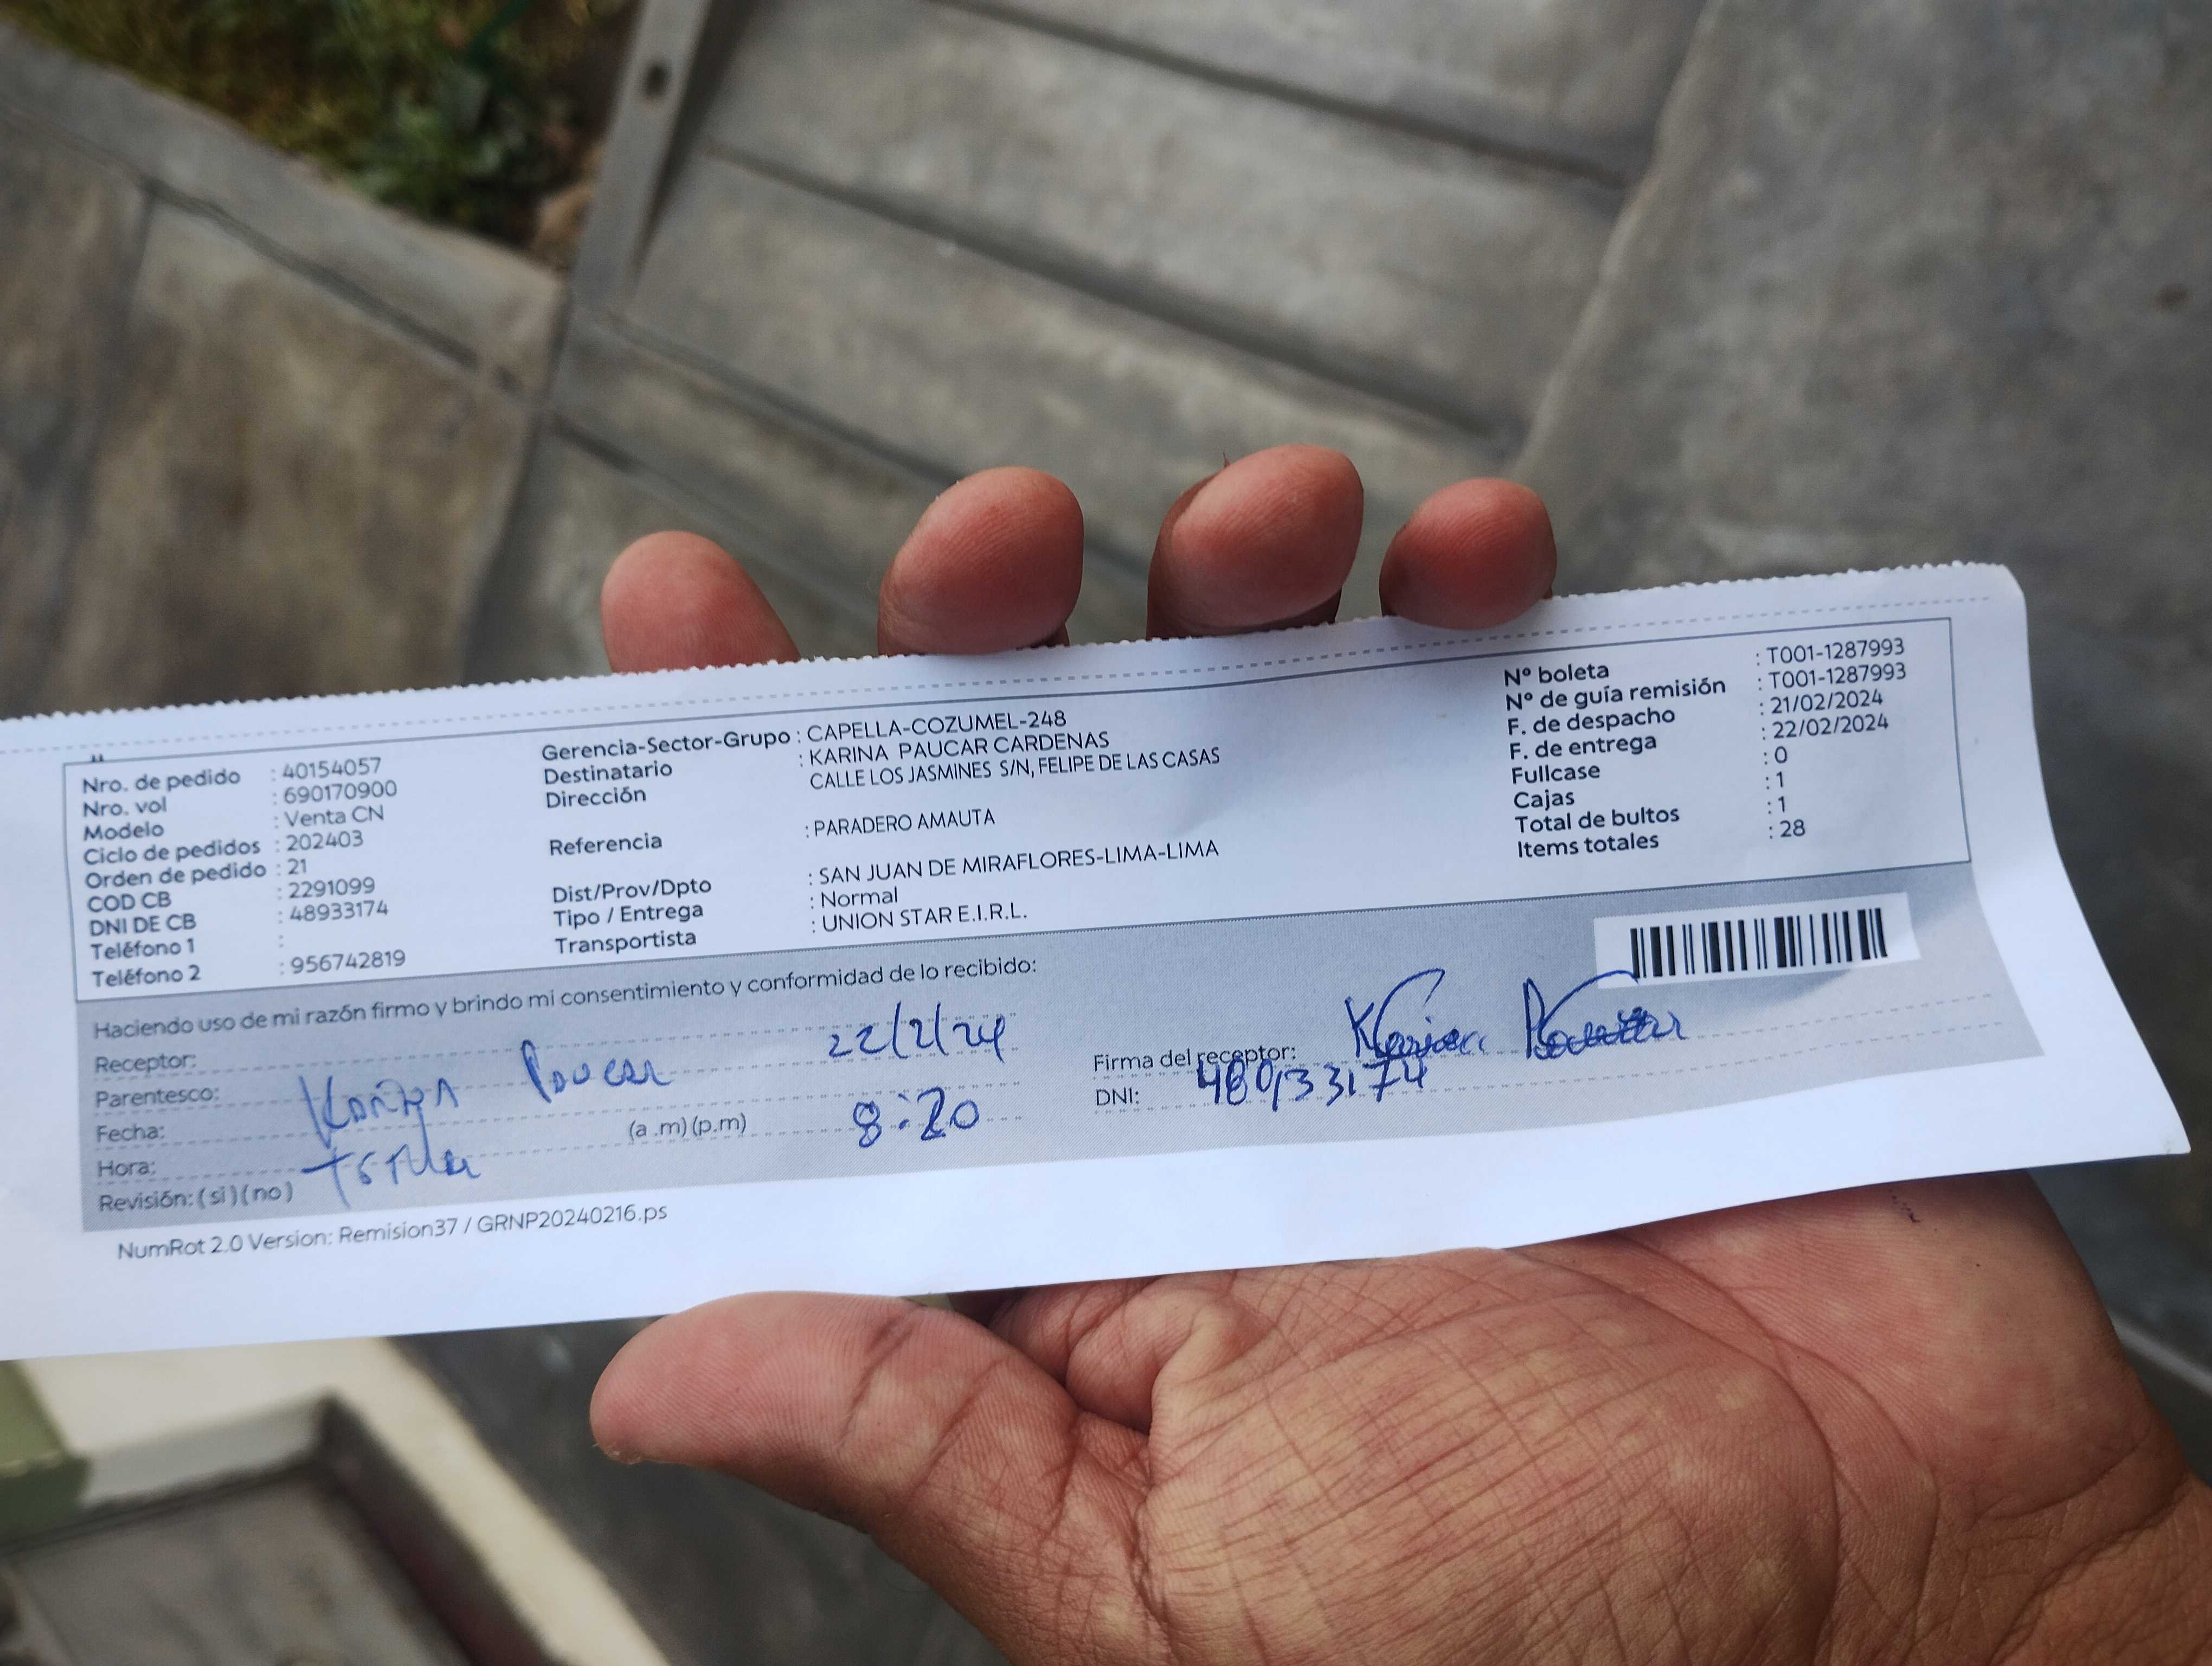 Nro. de pedido : 40154057
Nro. vol : 690170900
Modelo : Venta CN
Ciclo de pedidos : 202403
Orden de pedido : 21
COD CB : 2291099
DNI DE CB : 48933174
Teléfono 1 :
Teléfono 2 : 956742819
Gerencia-Sector-Grupo : CAPELLA-COZUMEL-248
Destinatario : KARINA PAUCAR CARDENAS
Dirección CALLE LOS JASMINES S/N, FELIPE DE LAS CASAS
Referencia : PARADERO AMAUTA
Dist/Prov/Dpto : SAN JUAN DE MIRAFLORES-LIMA-LIMA
Tipo / Entrega : Normal
Transportista : UNION STAR E.I.R.L.
Nº boleta : T001-1287993
Nº de guía remisión : T001-1287993
F. de despacho : 21/02/2024
F. de entrega : 22/02/2024
Fullcase : 0
Cajas : 1
Total de bultos : 1
Items totales : 28
Haciendo uso de mi razón firmo y brindo mi consentimiento y conformidad de lo recibido:
Receptor:
Parentesco: Karina Paucar
Fecha: 22/2/24
Hora: (a .m) (p.m) 8:20
Revisión: (si) (no)
Firma del receptor: Karina Paucar
DNI: 48933174
NumRot 2.0 Version: Remision37 / GRNP20240216.ps